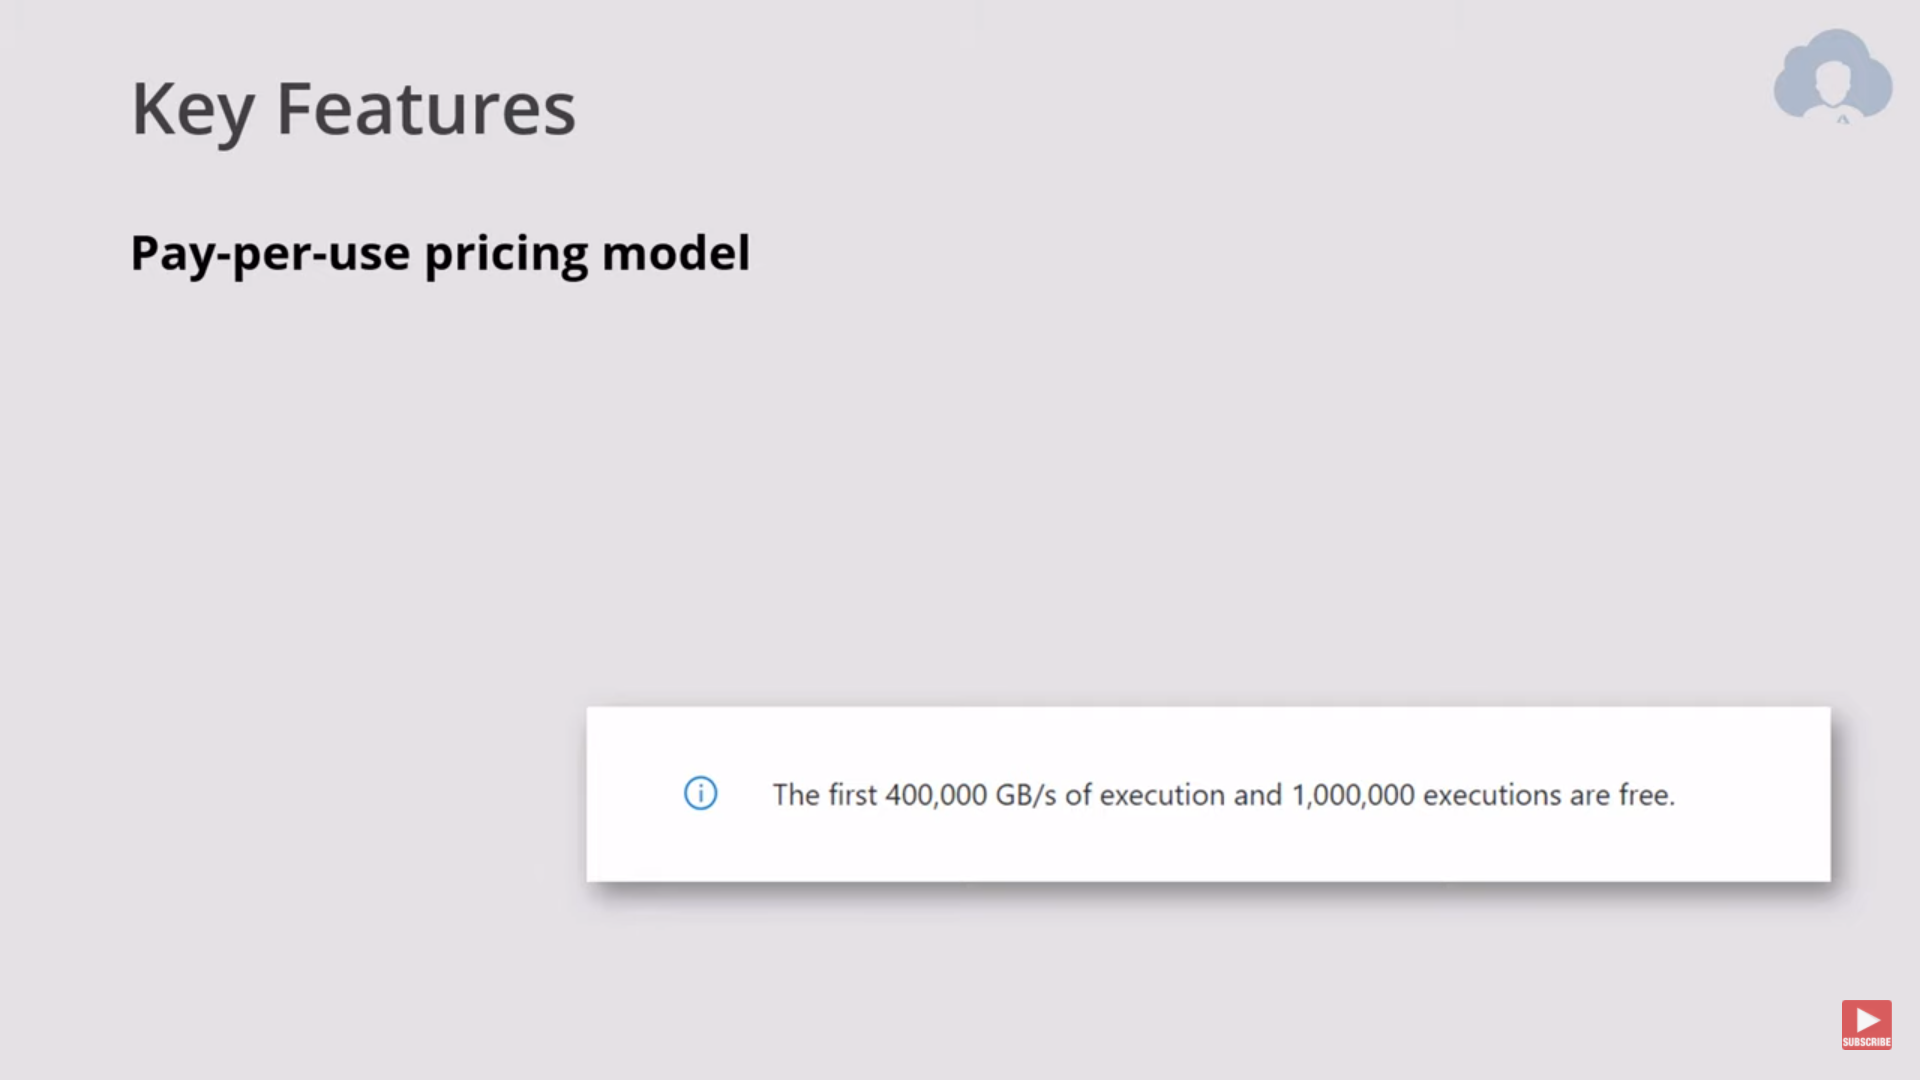 Key Features
Pay-per-use pricing model
The first 400,000 GB/s of execution and 1,000,000 executions are free.
SUBSCRIBE